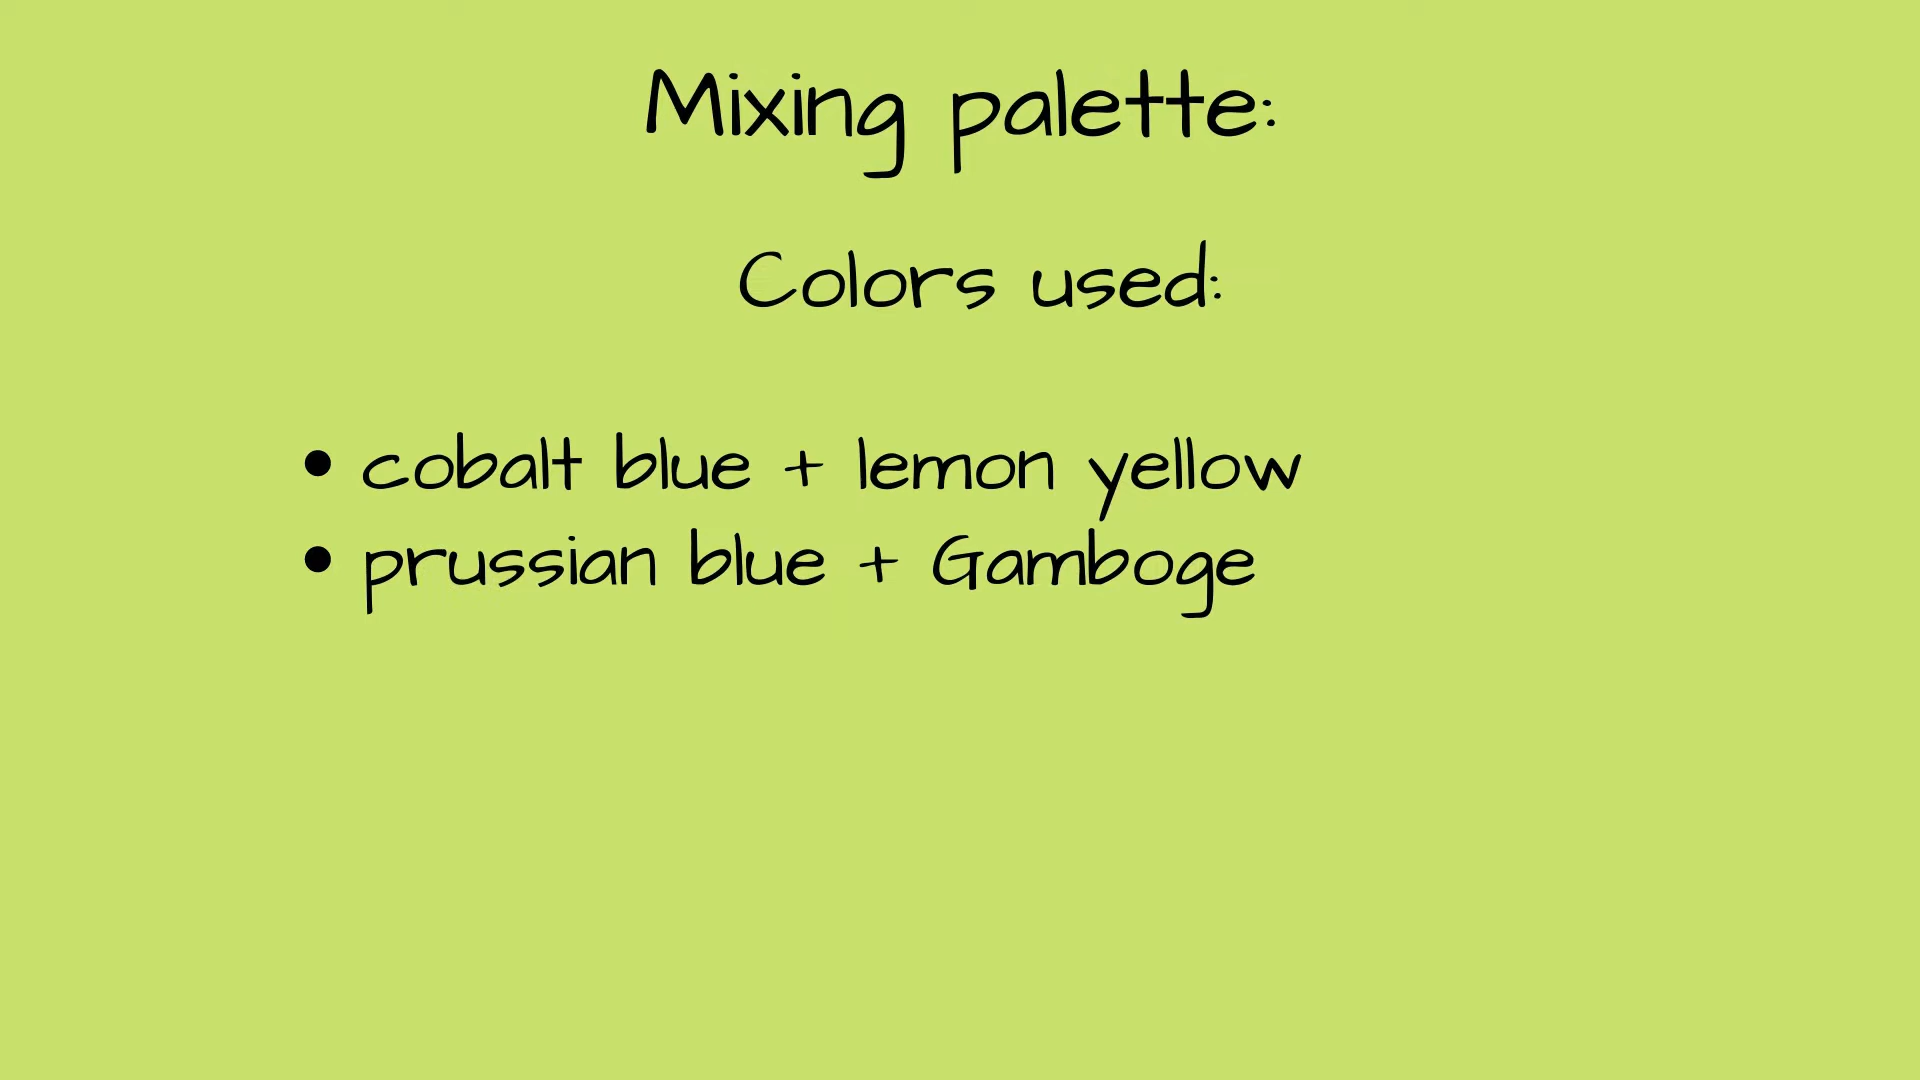 Mixing palette:
Colors used:
• cobalt blue + lemon yellow
• prussian blue + Gamboge